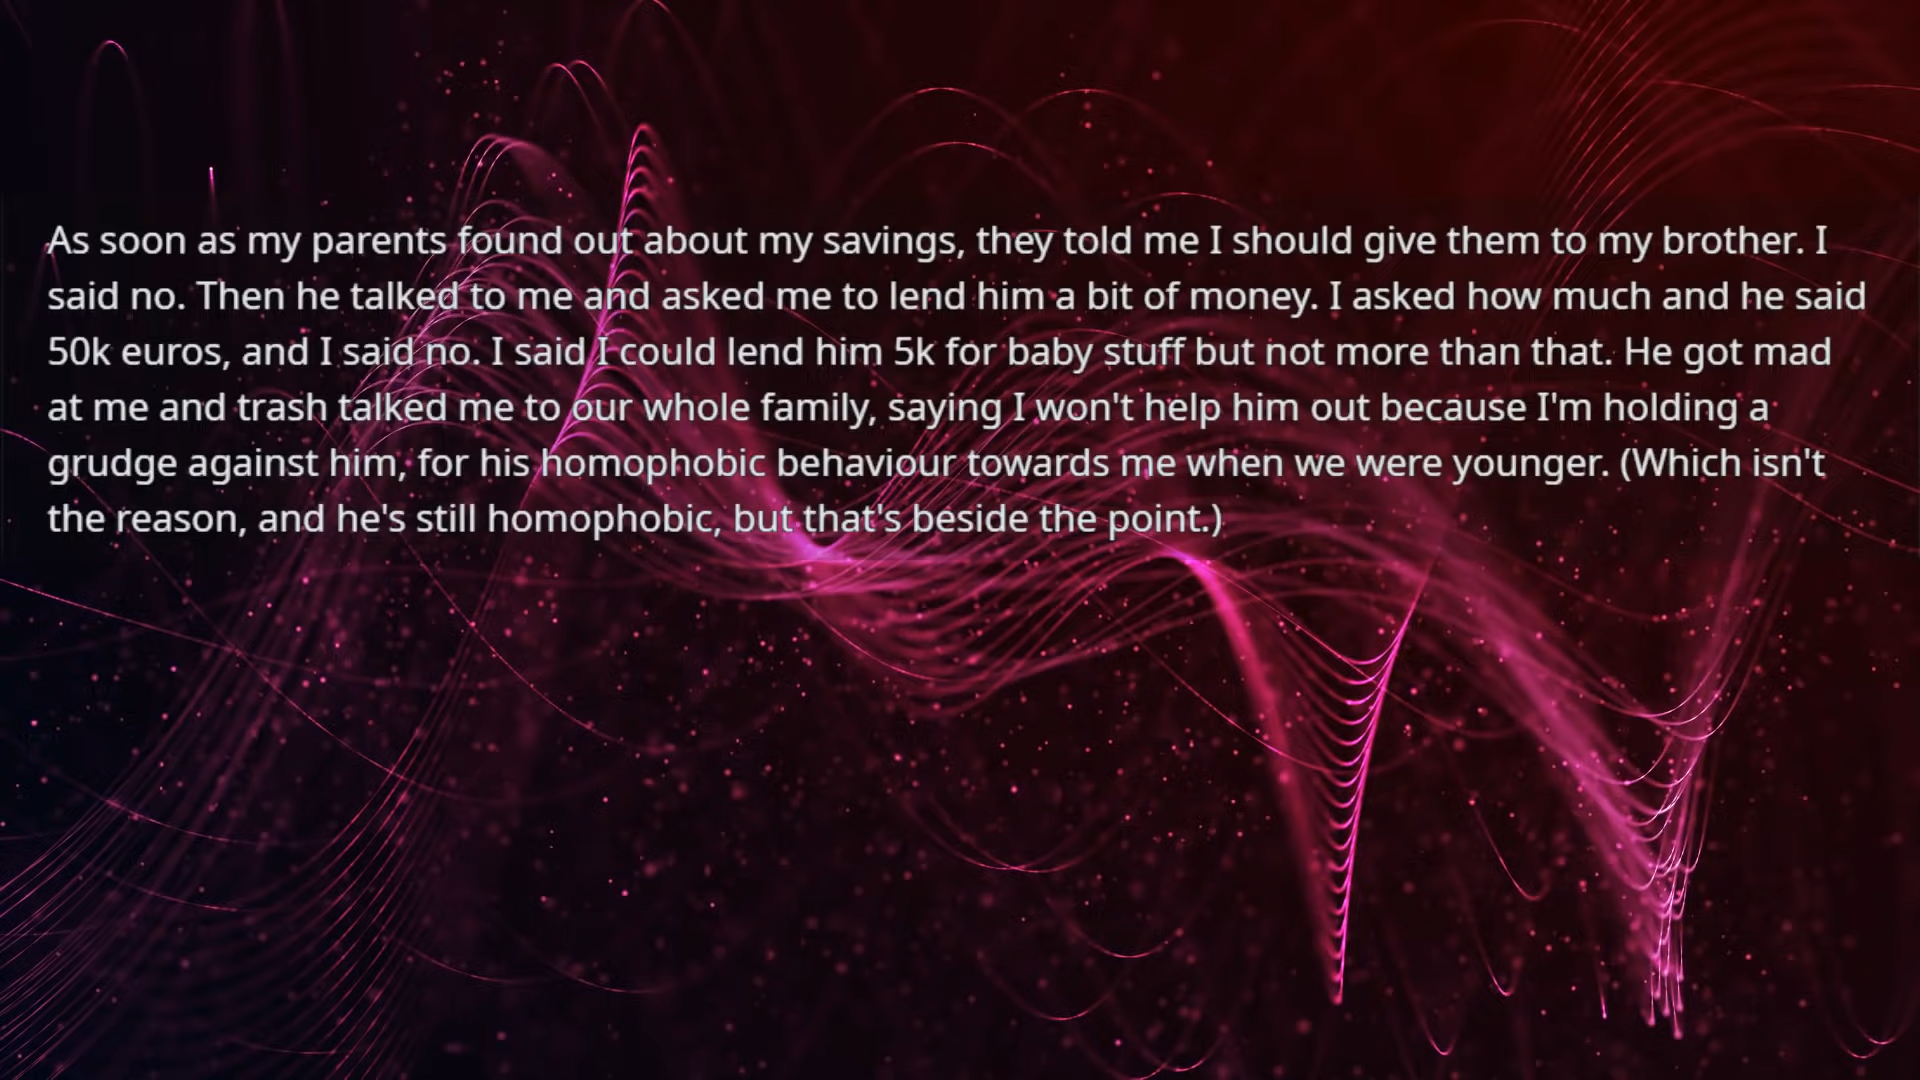 As soon as my parents found out about my savings, they told me I should give them to my brother. I
said no. Then he talked to me and asked me to lend him a bit of money. I asked how much and he said
50k euros, and I said no. I said I could lend him 5k for baby stuff but not more than that. He got mad
at me and trash talked me to our whole family, saying I won't help him out because I'm holding a
grudge against him, for his homophobic behaviour towards me when we were younger. (Which isn't
the reason, and he's still homophobic, but that's beside the point.)